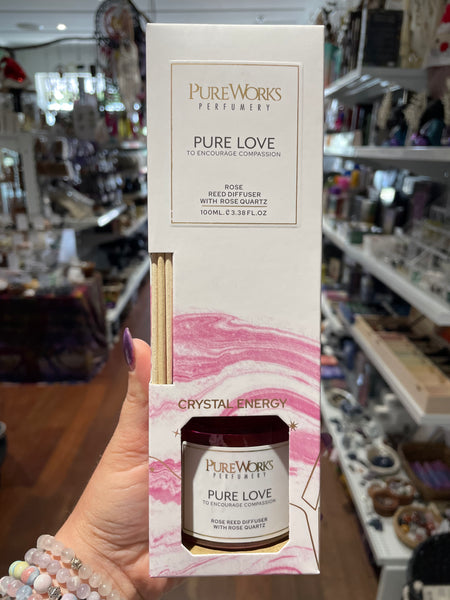 PUREWORKS
PERFUMERY
PURE LOVE
TO ENCOURAGE COMPASSION
ROSE
REED DIFFUSER
WITH ROSE QUARTZ
100ML ℮ 3.38 FL.OZ
CRYSTAL ENERGY
PUREWORKS
PERFUMERY
PURE LOVE
TO ENCOURAGE COMPASSION
ROSE REED DIFFUSER
WITH ROSE QUARTZ